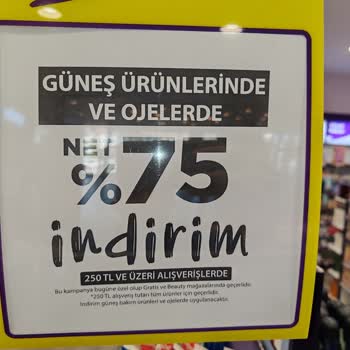 GÜNEŞ ÜRÜNLERİNDE
VE OJELERDE
NET
%75
indirim
250 TL VE ÜZERİ ALIŞVERİŞLERDE
Bu kampanya bugüne özel olup Gratis ve Beauty mağazalarında geçerlidir.
*250 TL alışveriş tutarı tüm ürünler için geçerlidir.
İndirim güneş bakım ürünleri ve ojelerde uygulanacaktır.